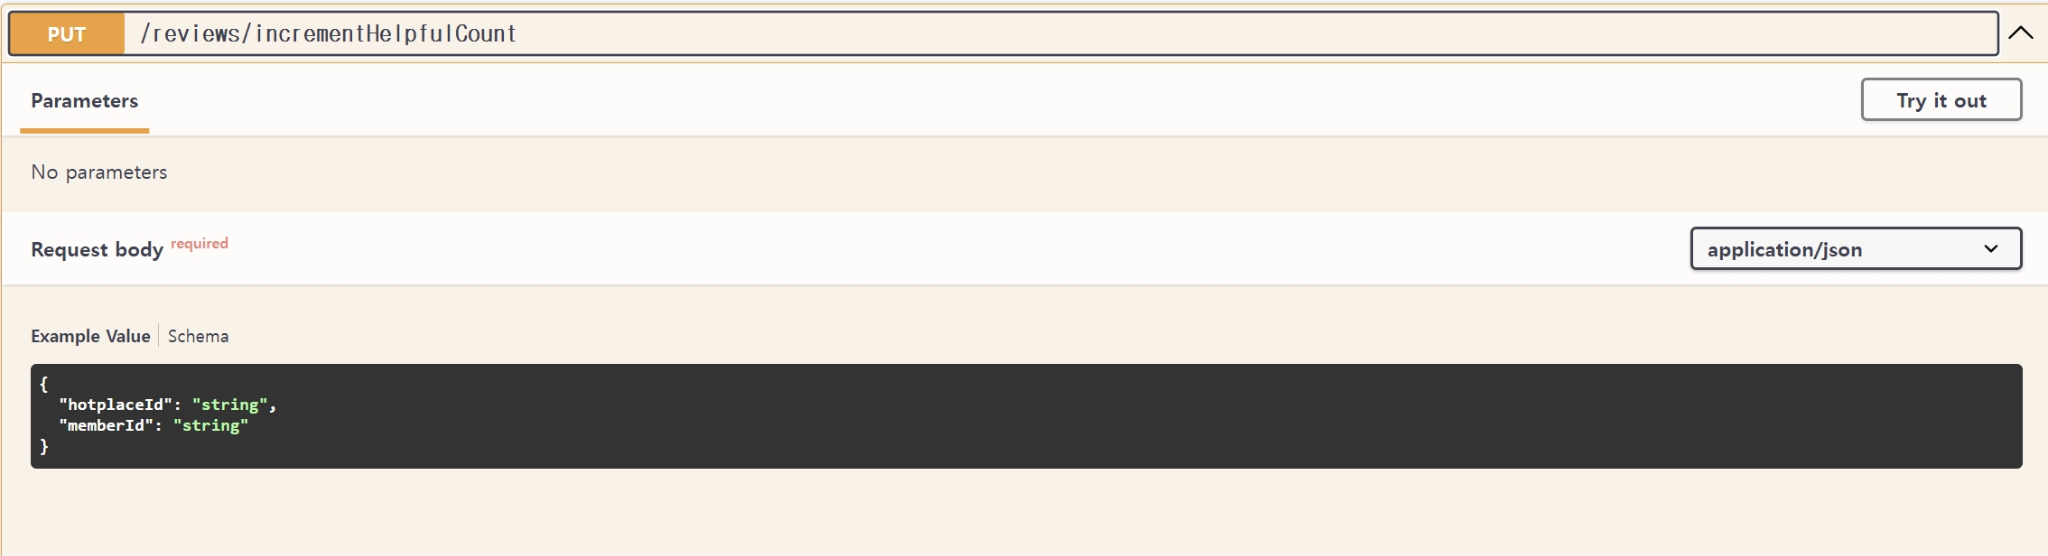 PUT /reviews/incrementHelpfulCount
Parameters
Try it out
No parameters
Request body required
application/json
Example Value Schema
{
"hotplaceId": "string",
"memberId": "string"
}